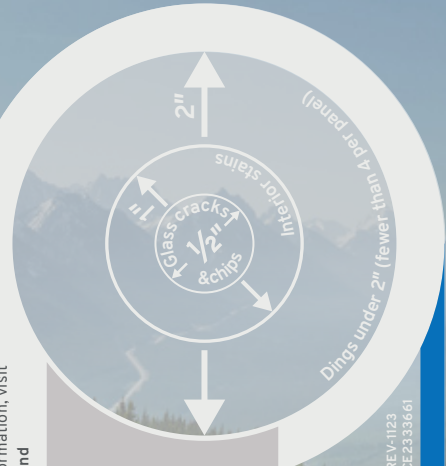 2"
Dings under 2" (fewer than 4 per panel)
1"
Interior stains
Glass cracks
1/2"
&chips
formation, visit
nd
REV-1123
CE2333661